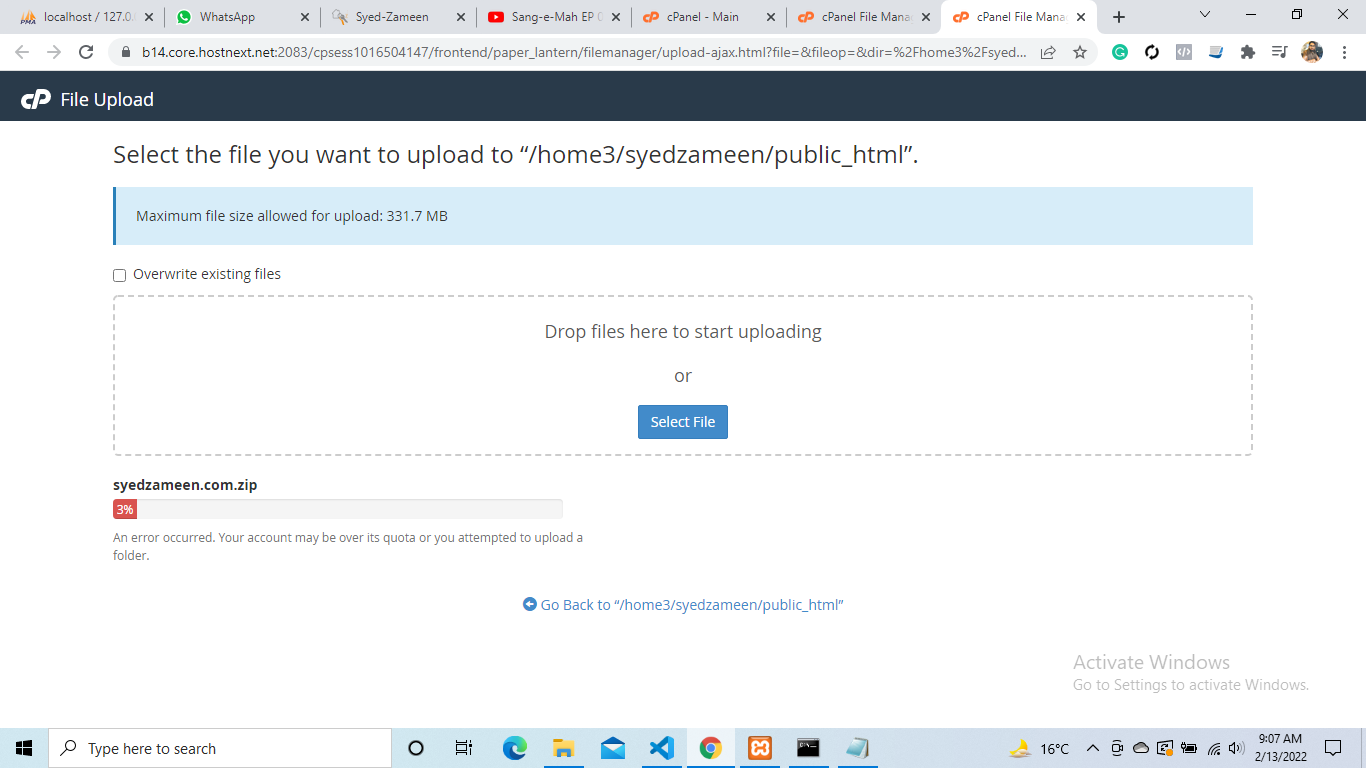 localhost / 127.0.
WhatsApp
Syed-Zameen
Sang-e-Mah EP
cPanel - Main
cPanel File Mana
cPanel File Mana
b14.core.hostnext.net:2083/cpsess1016504147/frontend/paper_lantern/filemanager/upload-ajax.html?file=&fileop=&dir=%2Fhome3%2Fsyed...
cP File Upload
Select the file you want to upload to “/home3/syedzameen/public_html”.
Maximum file size allowed for upload: 331.7 MB
Overwrite existing files
Drop files here to start uploading
or
Select File
syedzameen.com.zip
3%
An error occurred. Your account may be over its quota or you attempted to upload a
folder.
Go Back to “/home3/syedzameen/public_html”
Activate Windows
Go to Settings to activate Windows.
Type here to search
16°C
9:07 AM
2/13/2022